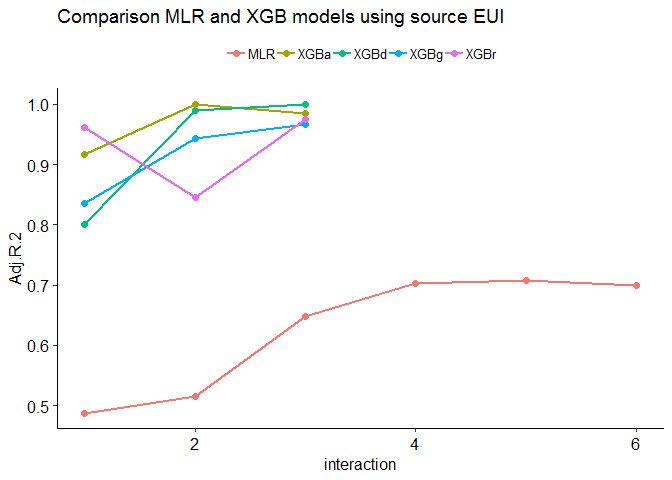 Comparison MLR and XGB models using source EUI
MLR XGBa XGBd XGBg XGBr
1.0
0.9
0.8
0.7
0.6
0.5
Adj.R.2
2 4 6
interaction